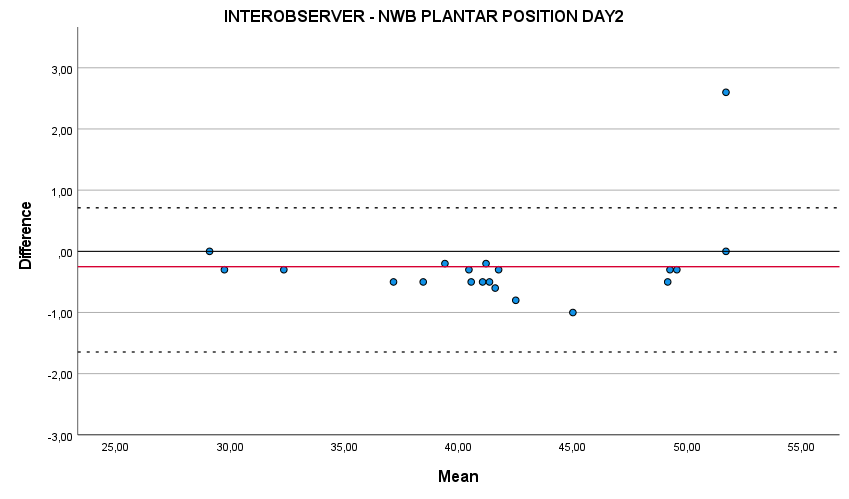 INTEROBSERVER - NWB PLANTAR POSITION DAY2
3,00
2,00
1,00
,00
-1,00
-2,00
-3,00
Difference
25,00 30,00 35,00 40,00 45,00 50,00 55,00
Mean